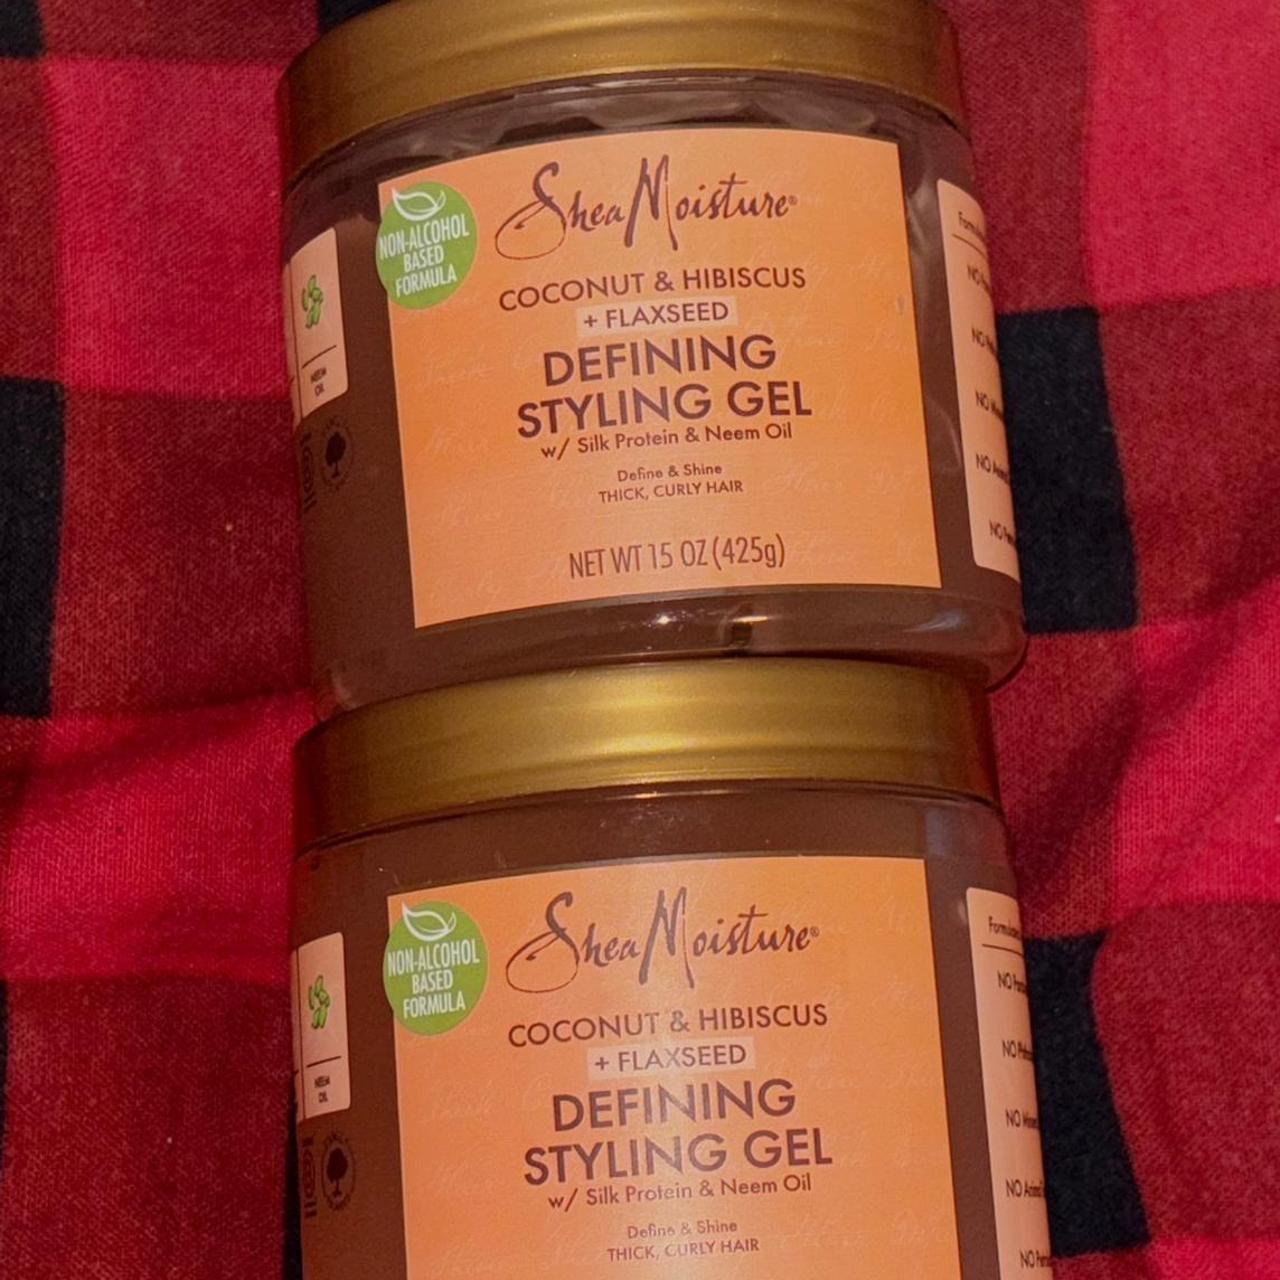 SheaMoisture®
NON-ALCOHOL
BASED
FORMULA
COCONUT & HIBISCUS
+ FLAXSEED
DEFINING
STYLING GEL
w/ Silk Protein & Neem Oil
Define & Shine
THICK, CURLY HAIR
NET WT 15 OZ (425g)
NEEM
OIL
NO
NO
NO
NO
NO
SheaMoisture®
NON-ALCOHOL
BASED
FORMULA
COCONUT & HIBISCUS
+ FLAXSEED
DEFINING
STYLING GEL
w/ Silk Protein & Neem Oil
Define & Shine
THICK, CURLY HAIR
NEEM
OIL
NO
NO
NO
NO
NO